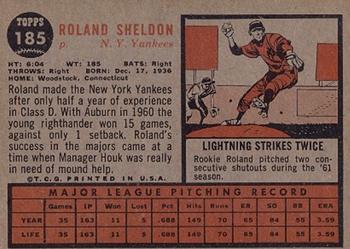 TOPPS
185
ROLAND SHELDON
p. N. Y. Yankees
HT: 6:04 WT: 185 BATS: Right
THROWS: Right BORN: Dec. 17, 1936
HOME: Woodstock, Connecticut
Roland made the New York Yankees
after only half a year of experience
in Class D. With Auburn in 1960 the
young righthander won 15 games,
against only 1 setback. Roland's
success in the majors came at a
time when Manager Houk was really
in need of mound help.
© T.C.G. PRINTED IN U.S.A.
LIGHTNING STRIKES TWICE
Rookie Roland pitched two con-
secutive shutouts during the '61
season.
MAJOR LEAGUE PITCHING RECORD
Games IP Won Lost Pct. Hits Runs ER SO BB ERA
YEAR 35 163 11 5 .688 149 70 65 84 55 3.59
LIFE 35 163 11 5 .688 149 70 65 84 55 3.59